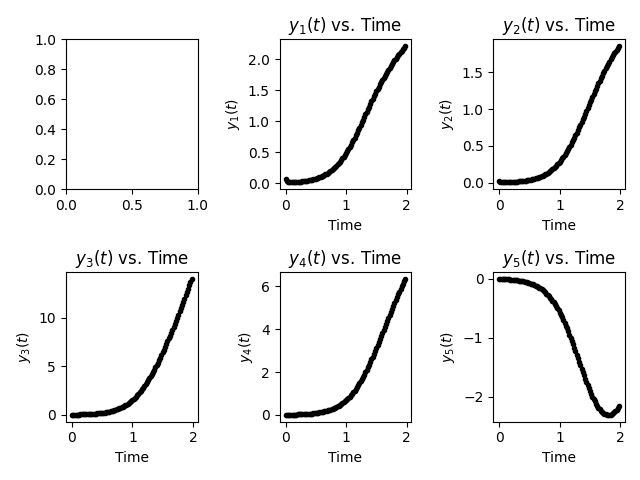 y₁(t) vs. Time
y₂(t) vs. Time
1.0
0.8
0.6
0.4
0.2
0.0
0.0 0.5 1.0
y₁(t)
2.0
1.5
1.0
0.5
0.0
0 1 2
Time
y₂(t)
1.5
1.0
0.5
0.0
0 1 2
Time
y₃(t) vs. Time
y₄(t) vs. Time
y₅(t) vs. Time
y₃(t)
10
5
0
0 1 2
Time
y₄(t)
6
4
2
0
0 1 2
Time
y₅(t)
0
−1
−2
0 1 2
Time